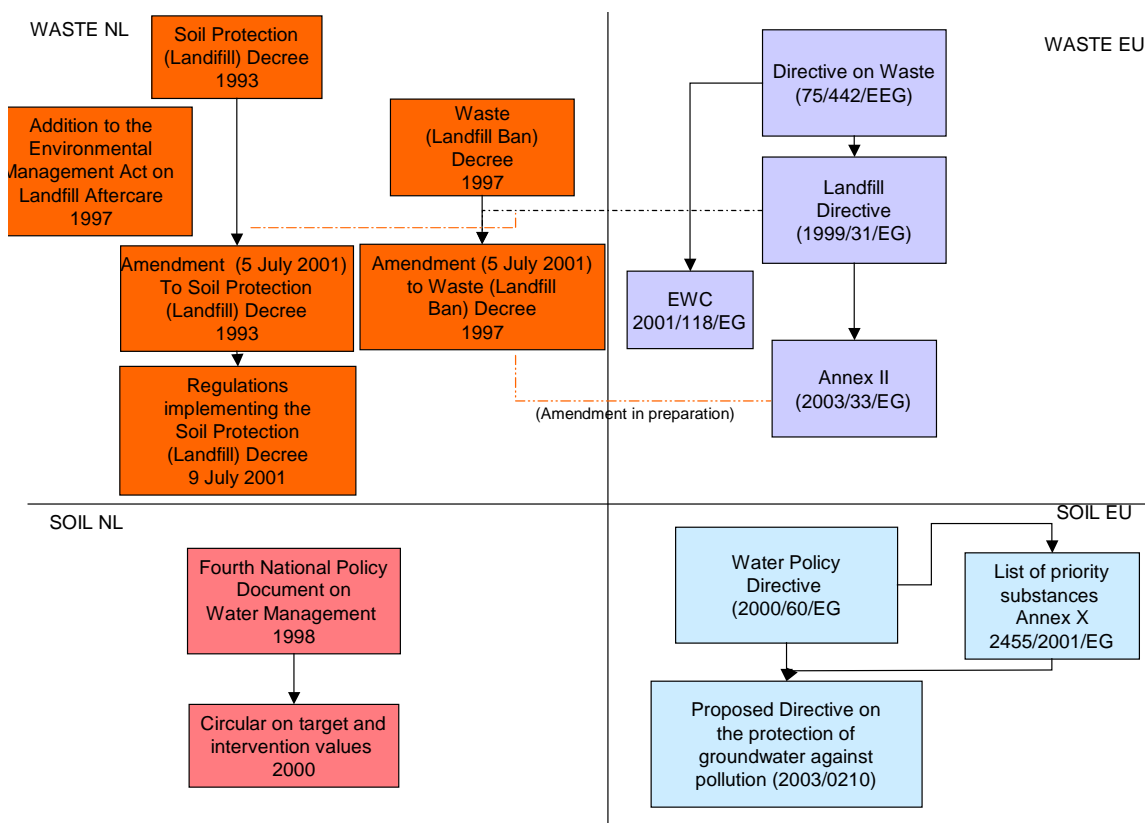 WASTE NL
Soil Protection
(Landifill) Decree
1993
Addition to the
Environmental
Management Act on
Landfill Aftercare
1997
Waste
(Landfill Ban)
Decree
1997
Amendment (5 July 2001)
To Soil Protection
(Landfill) Decree
1993
Amendment (5 July 2001)
to Waste (Landfill
Ban) Decree
1997
Regulations
implementing the
Soil Protection
(Landfill) Decree
9 July 2001
WASTE EU
Directive on Waste
(75/442/EEG)
Landfill
Directive
(1999/31/EG)
EWC
2001/118/EG
Annex II
(2003/33/EG)
(Amendment in preparation)
SOIL NL
Fourth National Policy
Document on
Water Management
1998
Circular on target and
intervention values
2000
SOIL EU
Water Policy
Directive
(2000/60/EG
List of priority
substances
Annex X
2455/2001/EG
Proposed Directive on
the protection of
groundwater against
pollution (2003/0210)